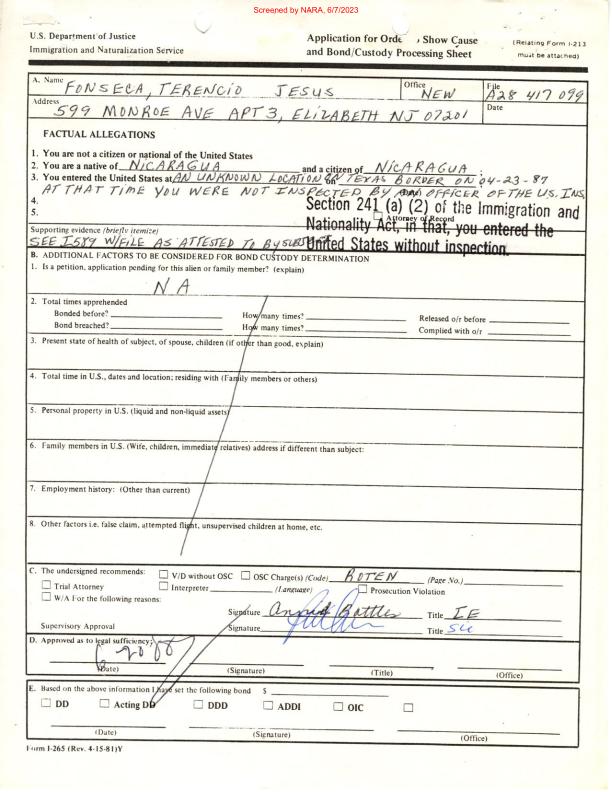 Screened by NARA, 6/7/2023
U.S. Department of Justice
Immigration and Naturalization Service
Application for Order Show Cause
and Bond/Custody Processing Sheet
(Relating Form I-213
must be attached)
A. Name FONSECA, TERENCIO JESUS
Office NEW
File A28 417 099
Address 599 MONROE AVE APT 3, ELIZABETH NJ 07201
Date
FACTUAL ALLEGATIONS
1. You are not a citizen or national of the United States
2. You are a native of NICARAGUA and a citizen of NICARAGUA.
3. You entered the United States at AN UNKNOWN LOCATION on TEXAS BORDER ON 04-23-87
AT THAT TIME YOU WERE NOT INSPECTED BY AN OFFICER OF THE US. INS
4.
5.
Section 241 (a) (2) of the Immigration and
Nationality Act, in that, you entered the
United States without inspection.
Attorney of Record
Supporting evidence (briefly itemize)
SEE I589 W/FILE AS ATTESTED TO BY
B. ADDITIONAL FACTORS TO BE CONSIDERED FOR BOND CUSTODY DETERMINATION
1. Is a petition, application pending for this alien or family member? (explain)
NA
2. Total times apprehended
Bonded before? How many times? Released o/r before
Bond breached? How many times? Complied with o/r
3. Present state of health of subject, of spouse, children (if other than good, explain)
4. Total time in U.S., dates and location; residing with (Family members or others)
5. Personal property in U.S. (liquid and non-liquid assets)
6. Family members in U.S. (Wife, children, immediate relatives) address if different than subject:
7. Employment history: (Other than current)
8. Other factors i.e. false claim, attempted flight, unsupervised children at home, etc.
C. The undersigned recommends: V/D without OSC OSC Charge(s) (Code) ROTEN (Page No.)
Trial Attorney Interpreter (Language) Prosecution Violation
W/A For the following reasons:
Signature Battles Title IE
Supervisory Approval Signature Title
D. Approved as to legal sufficiency;
(Date) (Signature) (Title) (Office)
E. Based on the above information I have set the following bond $
DD Acting DD DDD ADDI OIC
(Date) (Signature) (Office)
Form I-265 (Rev. 4-15-81)Y